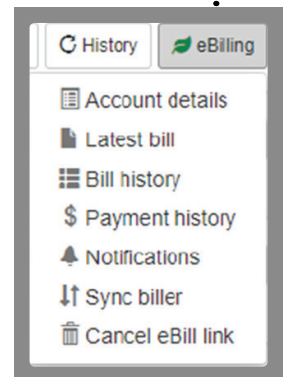 History eBilling
Account details
Latest bill
Bill history
Payment history
Notifications
Sync biller
Cancel eBill link